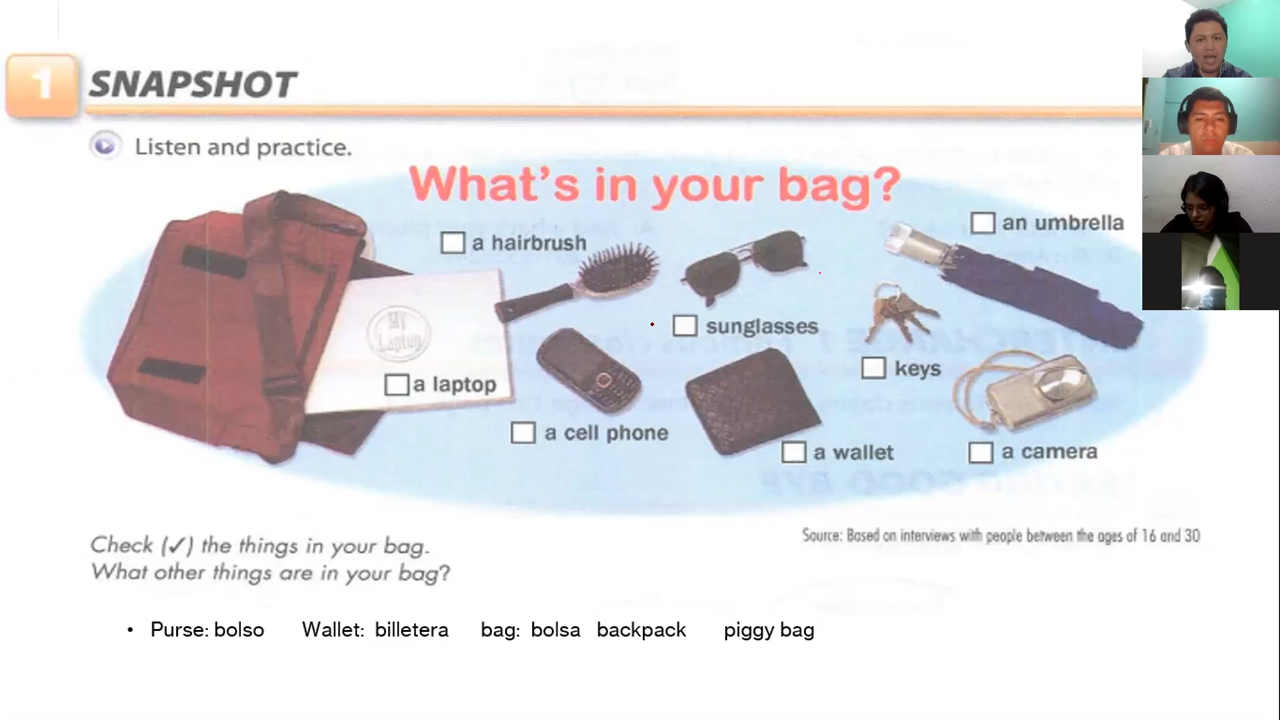 1 SNAPSHOT
Listen and practice.
What's in your bag?
a hairbrush
an umbrella
sunglasses
My
Laptop
a laptop
keys
a cell phone
a wallet
a camera
Source: Based on interviews with people between the ages of 16 and 30
Check (✓) the things in your bag.
What other things are in your bag?
• Purse: bolso Wallet: billetera bag: bolsa backpack piggy bag